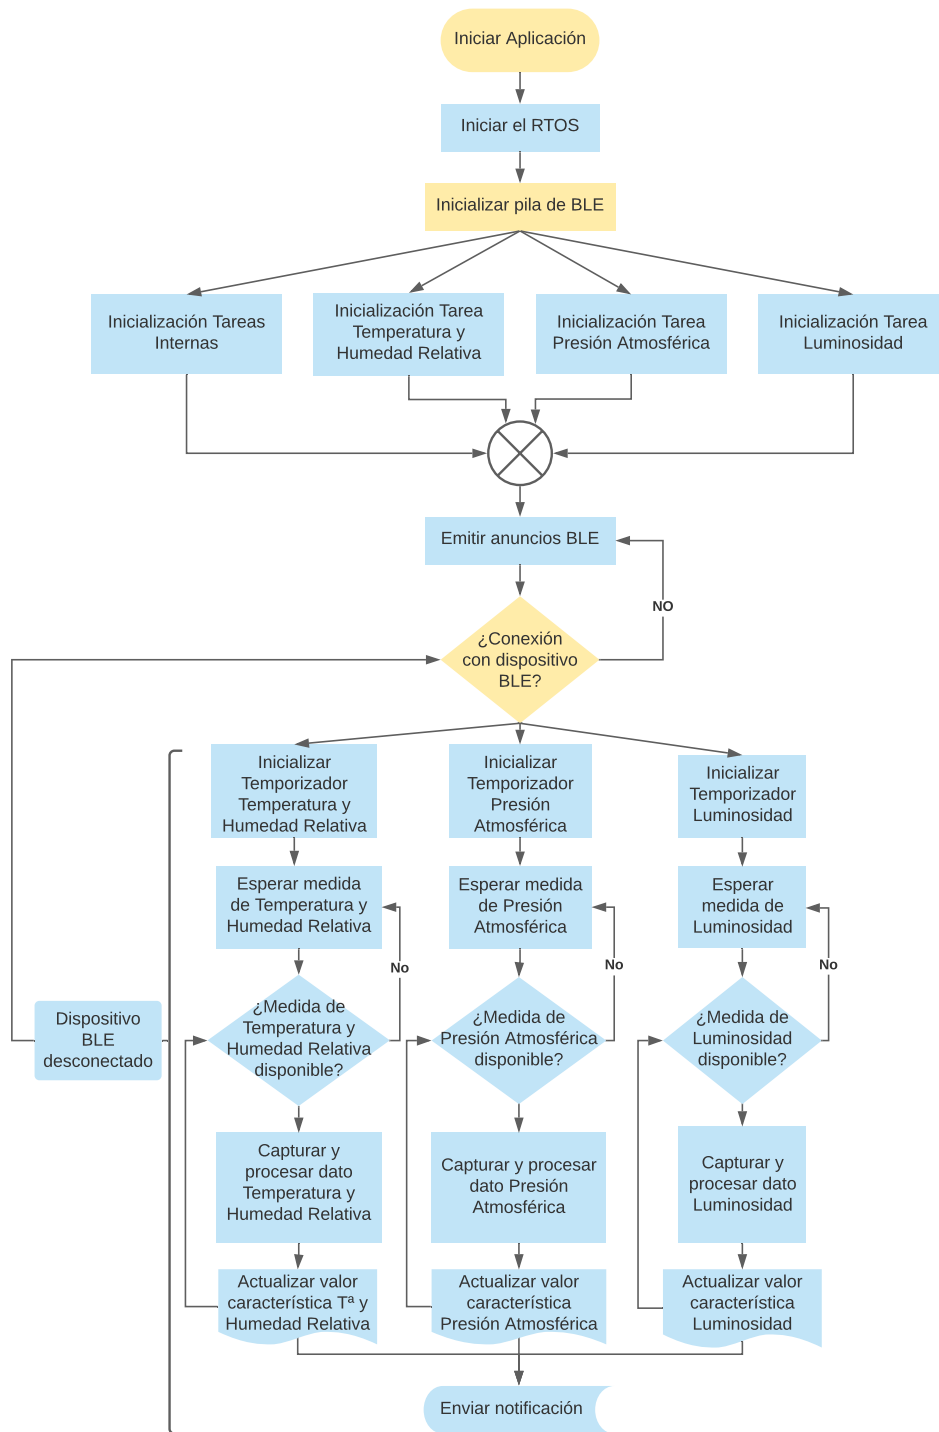 Iniciar Aplicación
Iniciar el RTOS
Inicializar pila de BLE
Inicialización Tareas
Internas
Inicialización Tarea
Temperatura y
Humedad Relativa
Inicialización Tarea
Presión Atmosférica
Inicialización Tarea
Luminosidad
Emitir anuncios BLE
NO
¿Conexión
con dispositivo
BLE?
Inicializar
Temporizador
Temperatura y
Humedad Relativa
Inicializar
Temporizador
Presión
Atmosférica
Inicializar
Temporizador
Luminosidad
Esperar medida
de Temperatura y
Humedad Relativa
Esperar medida
de Presión
Atmosférica
Esperar
medida de
Luminosidad
No
No
No
Dispositivo
BLE
desconectado
¿Medida de
Temperatura y
Humedad Relativa
disponible?
¿Medida de
Presión Atmosférica
disponible?
¿Medida de
Luminosidad
disponible?
Capturar y
procesar dato
Temperatura y
Humedad Relativa
Capturar y procesar
dato Presión
Atmosférica
Capturar y
procesar dato
Luminosidad
Actualizar valor
característica Tª y
Humedad Relativa
Actualizar valor
característica
Presión Atmosférica
Actualizar valor
característica
Luminosidad
Enviar notificación